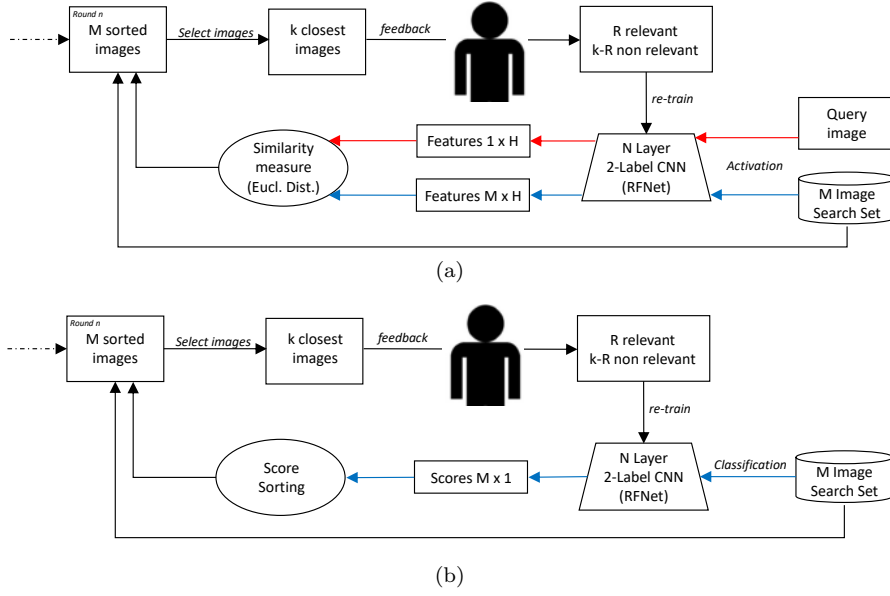 Round n
M sorted
images
Select images
k closest
images
feedback
R relevant
k-R non relevant
re-train
Query
image
Similarity
measure
(Eucl. Dist.)
Features 1 x H
Features M x H
N Layer
2-Label CNN
(RFNet)
Activation
M Image
Search Set
(a)
Round n
M sorted
images
Select images
k closest
images
feedback
R relevant
k-R non relevant
re-train
Score
Sorting
Scores M x 1
N Layer
2-Label CNN
(RFNet)
Classification
M Image
Search Set
(b)